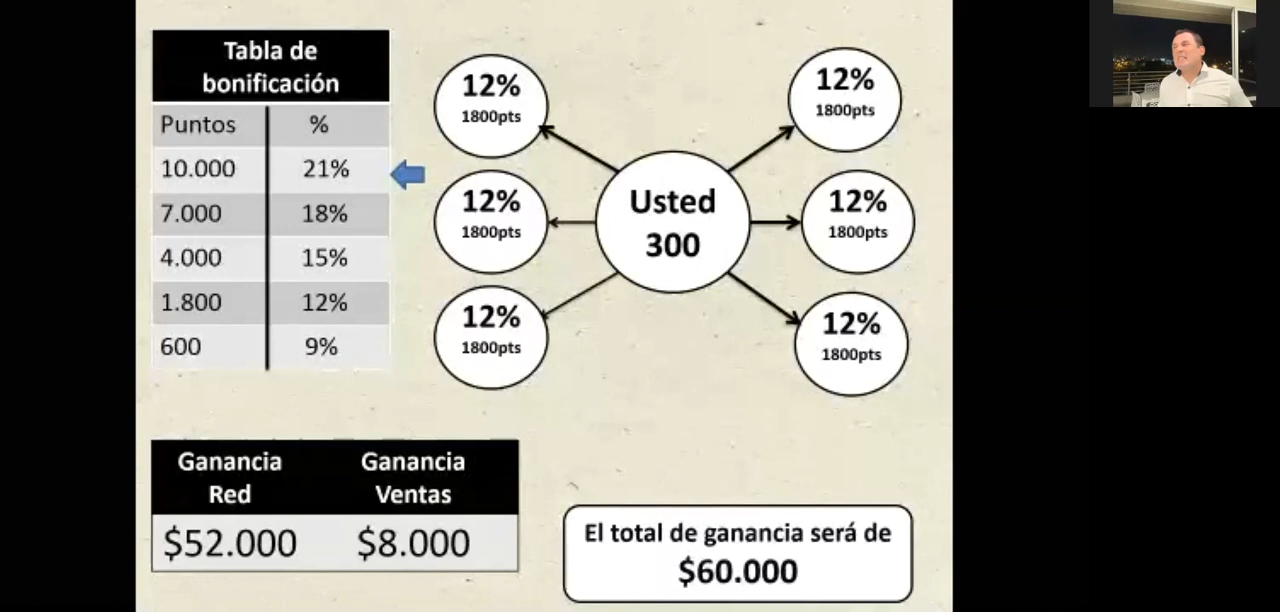 Tabla de
bonificación
Puntos %
10.000 21%
7.000 18%
4.000 15%
1.800 12%
600 9%
12%
1800pts
12%
1800pts
12%
1800pts
Usted
300
12%
1800pts
12%
1800pts
12%
1800pts
Ganancia
Red
Ganancia
Ventas
$52.000 $8.000
El total de ganancia será de
$60.000